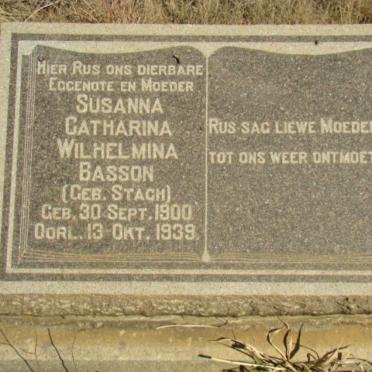 Hier Rus ons dierbare
Eggenote en Moeder
Susanna
Catharina
Wilhelmina
Basson
(Geb. Stach)
Geb. 30 Sept. 1900
Oorl. 13 Okt. 1939.
Rus sag liewe Moeder
tot ons weer ontmoet